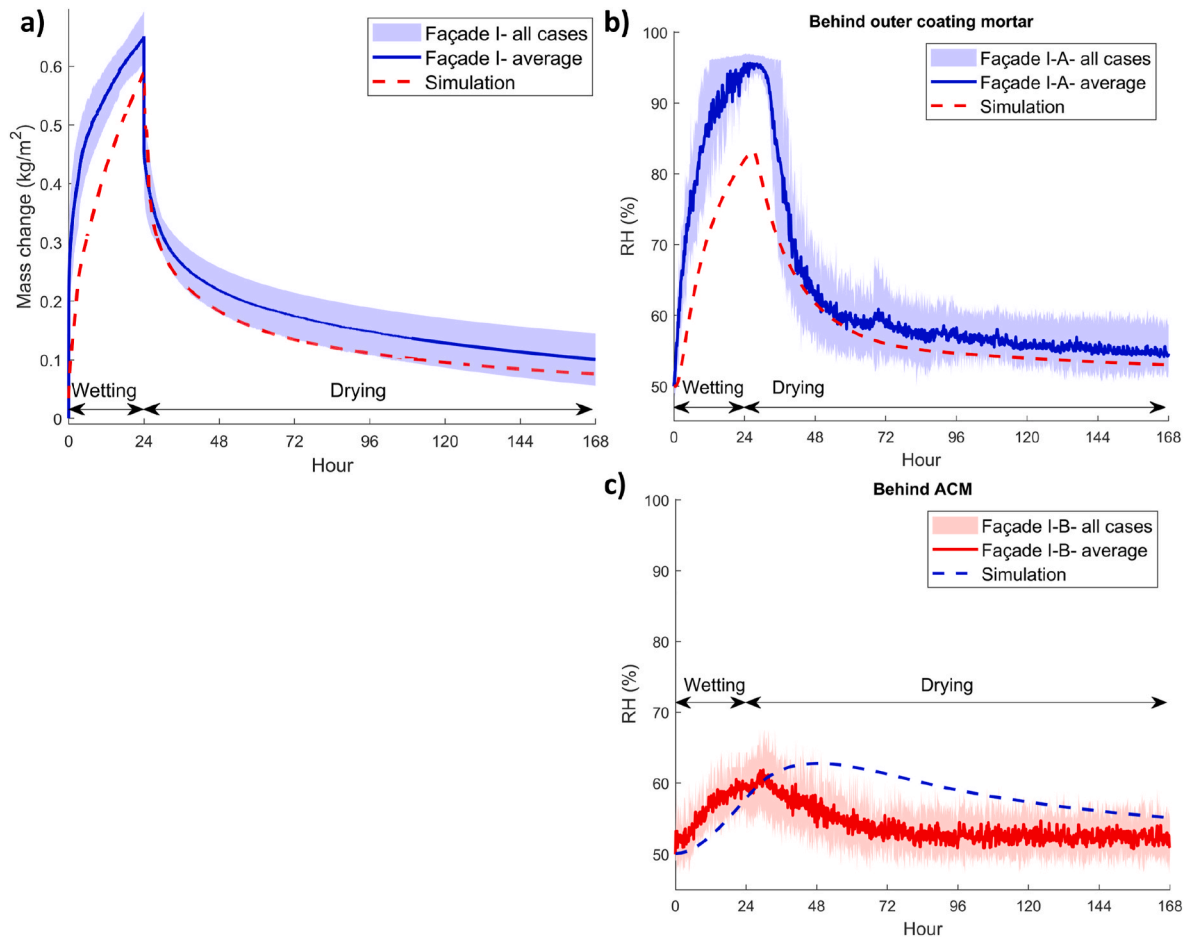 a)
Mass change (kg/m²)
0.6
0.5
0.4
0.3
0.2
0.1
0
Façade I- all cases
Façade I- average
Simulation
Wetting
Drying
0 24 48 72 96 120 144 168
Hour
b)
Behind outer coating mortar
RH (%)
100
90
80
70
60
50
Façade I-A- all cases
Façade I-A- average
Simulation
Wetting
Drying
0 24 48 72 96 120 144 168
Hour
c)
Behind ACM
RH (%)
100
90
80
70
60
50
Façade I-B- all cases
Façade I-B- average
Simulation
Wetting
Drying
0 24 48 72 96 120 144 168
Hour